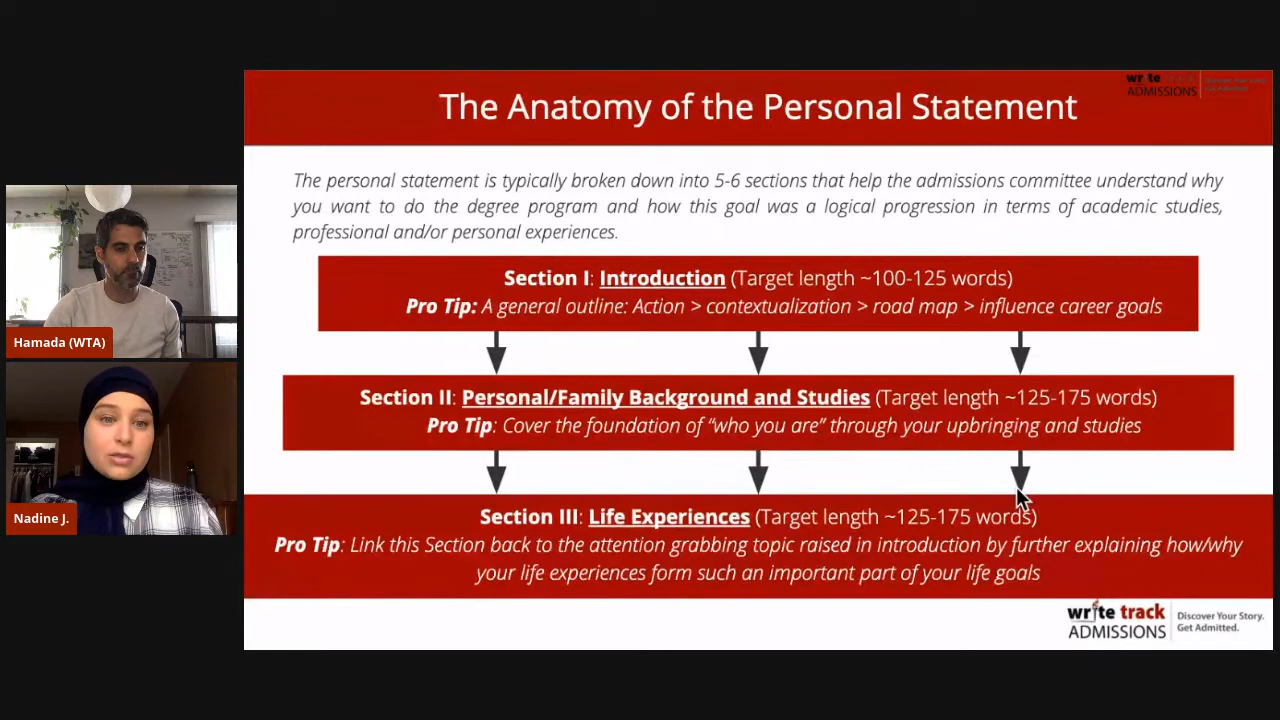 write track
ADMISSIONS
Discover Your Story.
Get Admitted.
The Anatomy of the Personal Statement
The personal statement is typically broken down into 5-6 sections that help the admissions committee understand why
you want to do the degree program and how this goal was a logical progression in terms of academic studies,
professional and/or personal experiences.
Section I: Introduction (Target length ~100-125 words)
Pro Tip: A general outline: Action > contextualization > road map > influence career goals
Hamada (WTA)
Section II: Personal/Family Background and Studies (Target length ~125-175 words)
Pro Tip: Cover the foundation of “who you are” through your upbringing and studies
Nadine J.
Section III: Life Experiences (Target length ~125-175 words)
Pro Tip: Link this Section back to the attention grabbing topic raised in introduction by further explaining how/why
your life experiences form such an important part of your life goals
write track
ADMISSIONS
Discover Your Story.
Get Admitted.